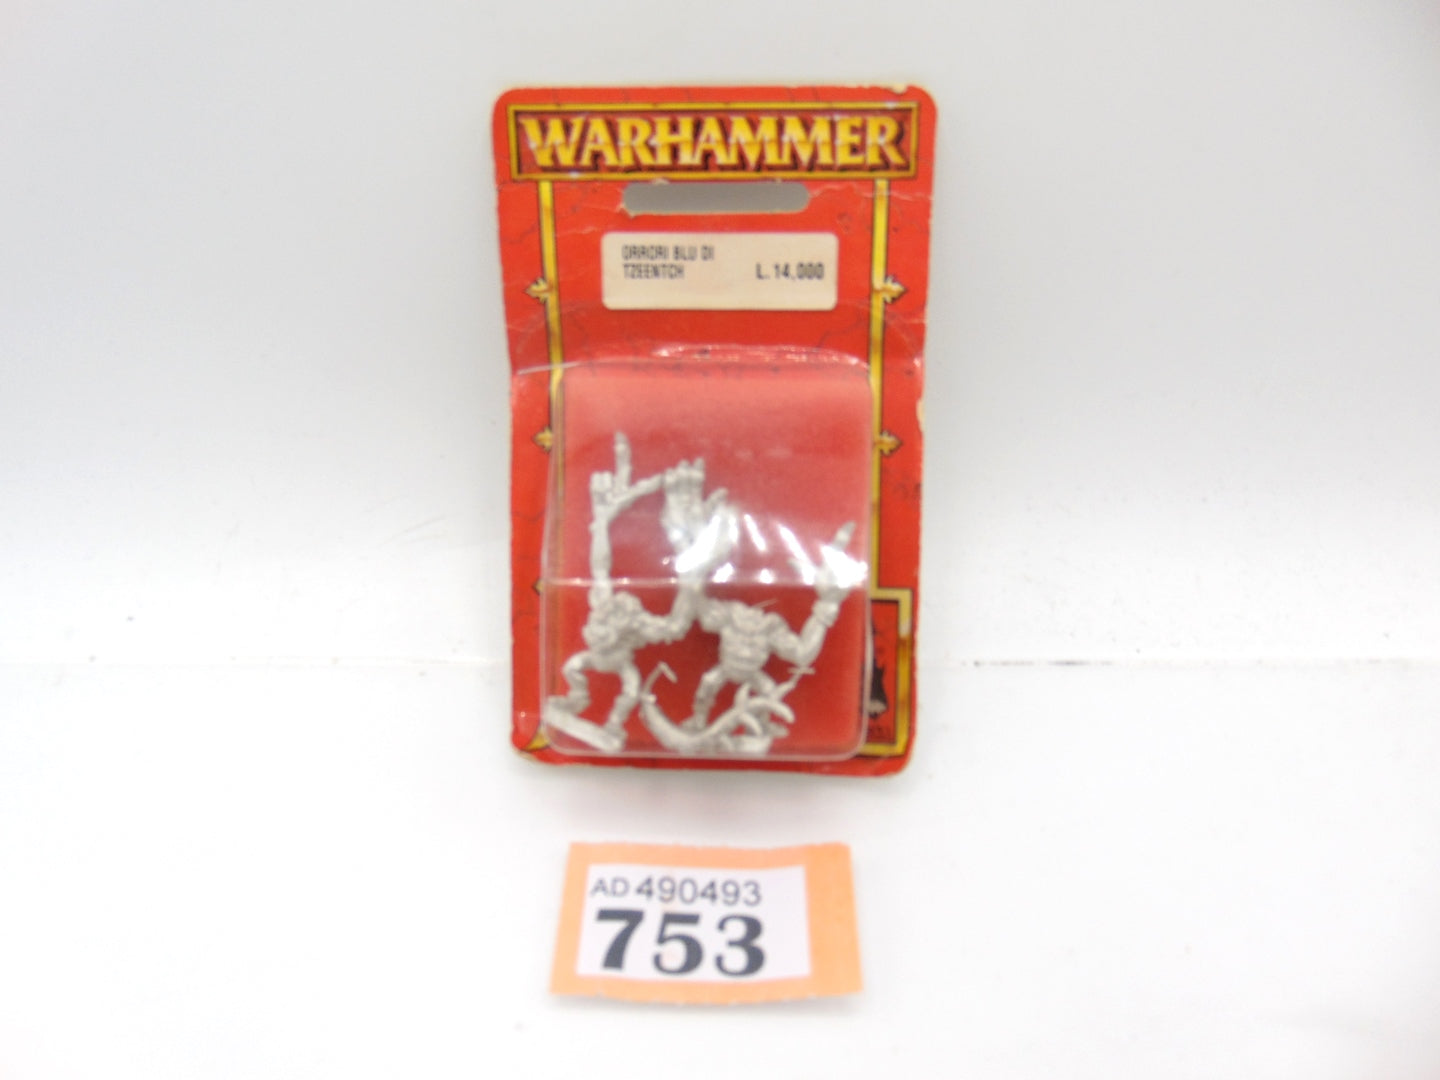 WARHAMMER
ORRORI BLU DI
TZEENTCH L.14,000
AD 490493
753